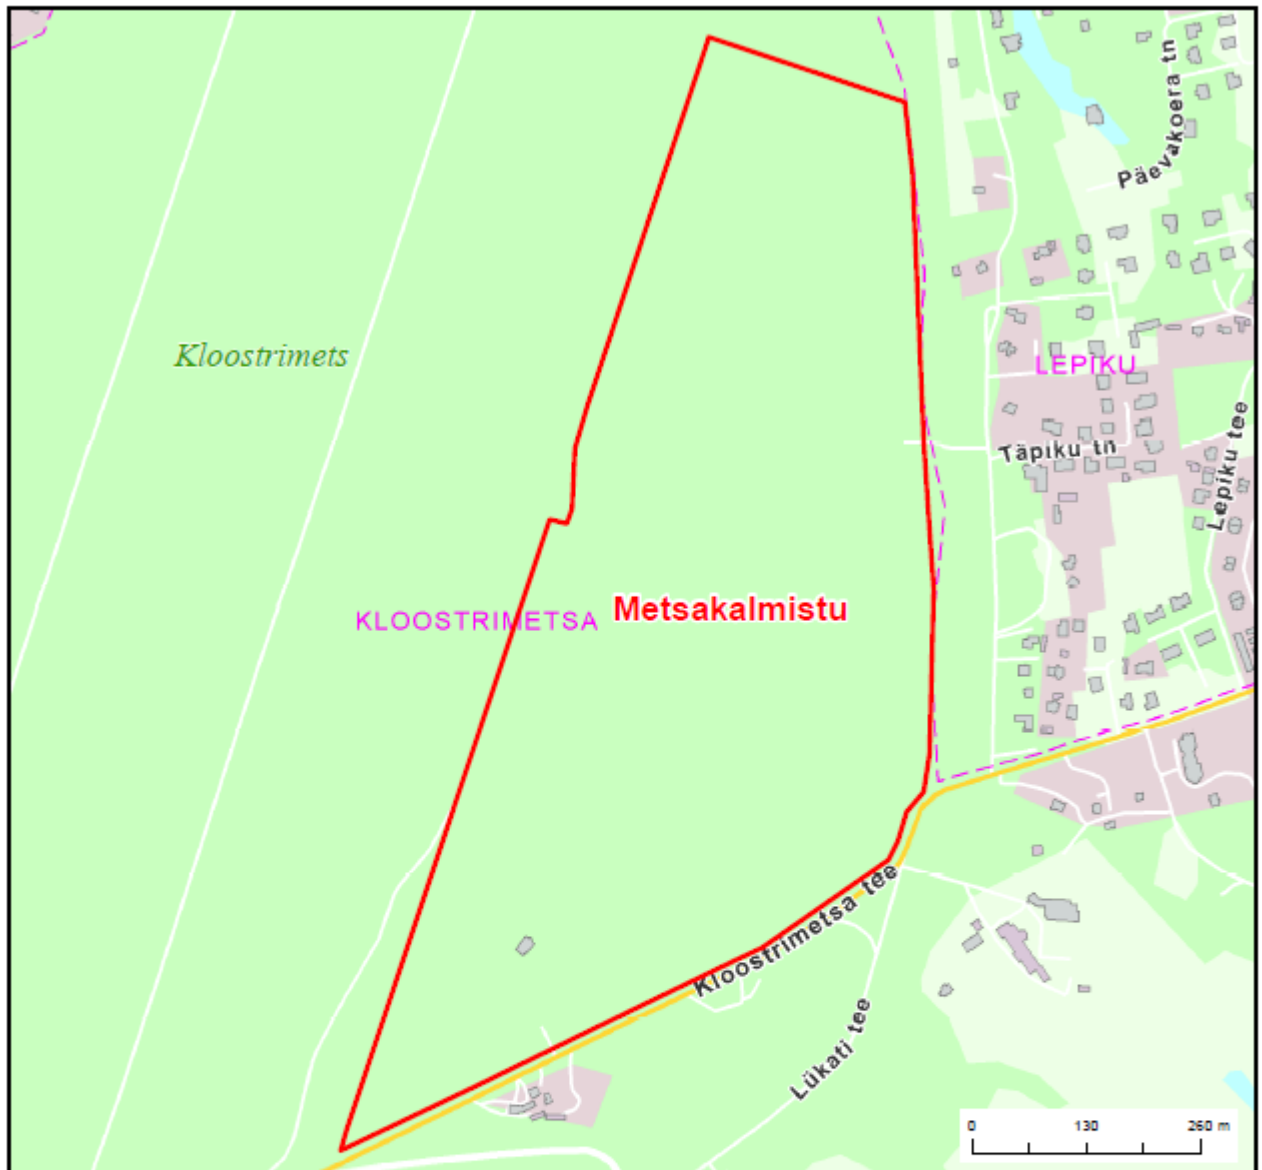 Päevakoera tn
Kloostrimets
LEPIKU
Täpiku tn
Lepiku tee
KLOOSTRIMETSA
Metsakalmistu
Kloostrimetsa tee
Lükati tee
0 130 260 m